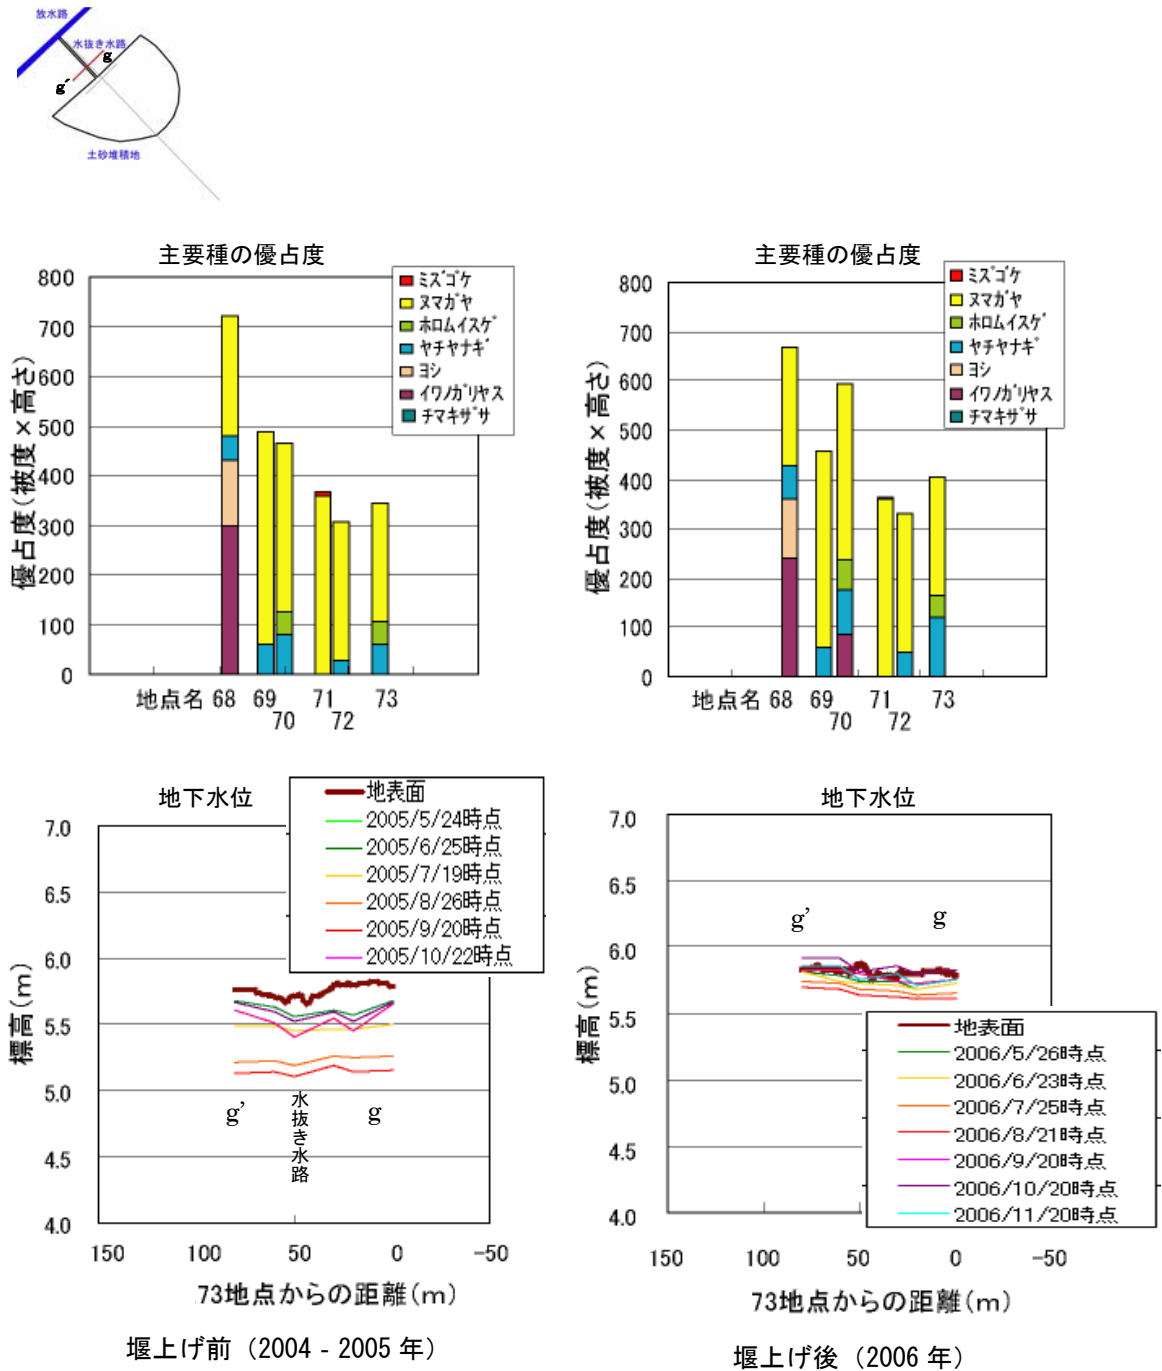 放水路
水抜き水路
g
g´
土砂堆積地
主要種の優占度
800
700
600
500
400
300
200
100
0
優占度(被度×高さ)
ミズゴケ
ヌマガヤ
ホロムイスゲ
ヤチヤナギ
ヨシ
イワノガリヤス
チマキザサ
地点名 68 69 71 73
70 72
主要種の優占度
800
700
600
500
400
300
200
100
0
優占度(被度×高さ)
ミズゴケ
ヌマガヤ
ホロムイスゲ
ヤチヤナギ
ヨシ
イワノガリヤス
チマキザサ
地点名 68 69 71 73
70 72
地下水位
地表面
2005/5/24時点
2005/6/25時点
2005/7/19時点
2005/8/26時点
2005/9/20時点
2005/10/22時点
7.0
6.5
6.0
5.5
5.0
4.5
4.0
標高(m)
g’
水抜き水路
g
150 100 50 0 -50
73地点からの距離(m)
堰上げ前（2004 - 2005 年）
地下水位
7.0
6.5
6.0
5.5
5.0
4.5
4.0
標高(m)
g’
g
地表面
2006/5/26時点
2006/6/23時点
2006/7/25時点
2006/8/21時点
2006/9/20時点
2006/10/20時点
2006/11/20時点
150 100 50 0 -50
73地点からの距離(m)
堰上げ後（2006 年）